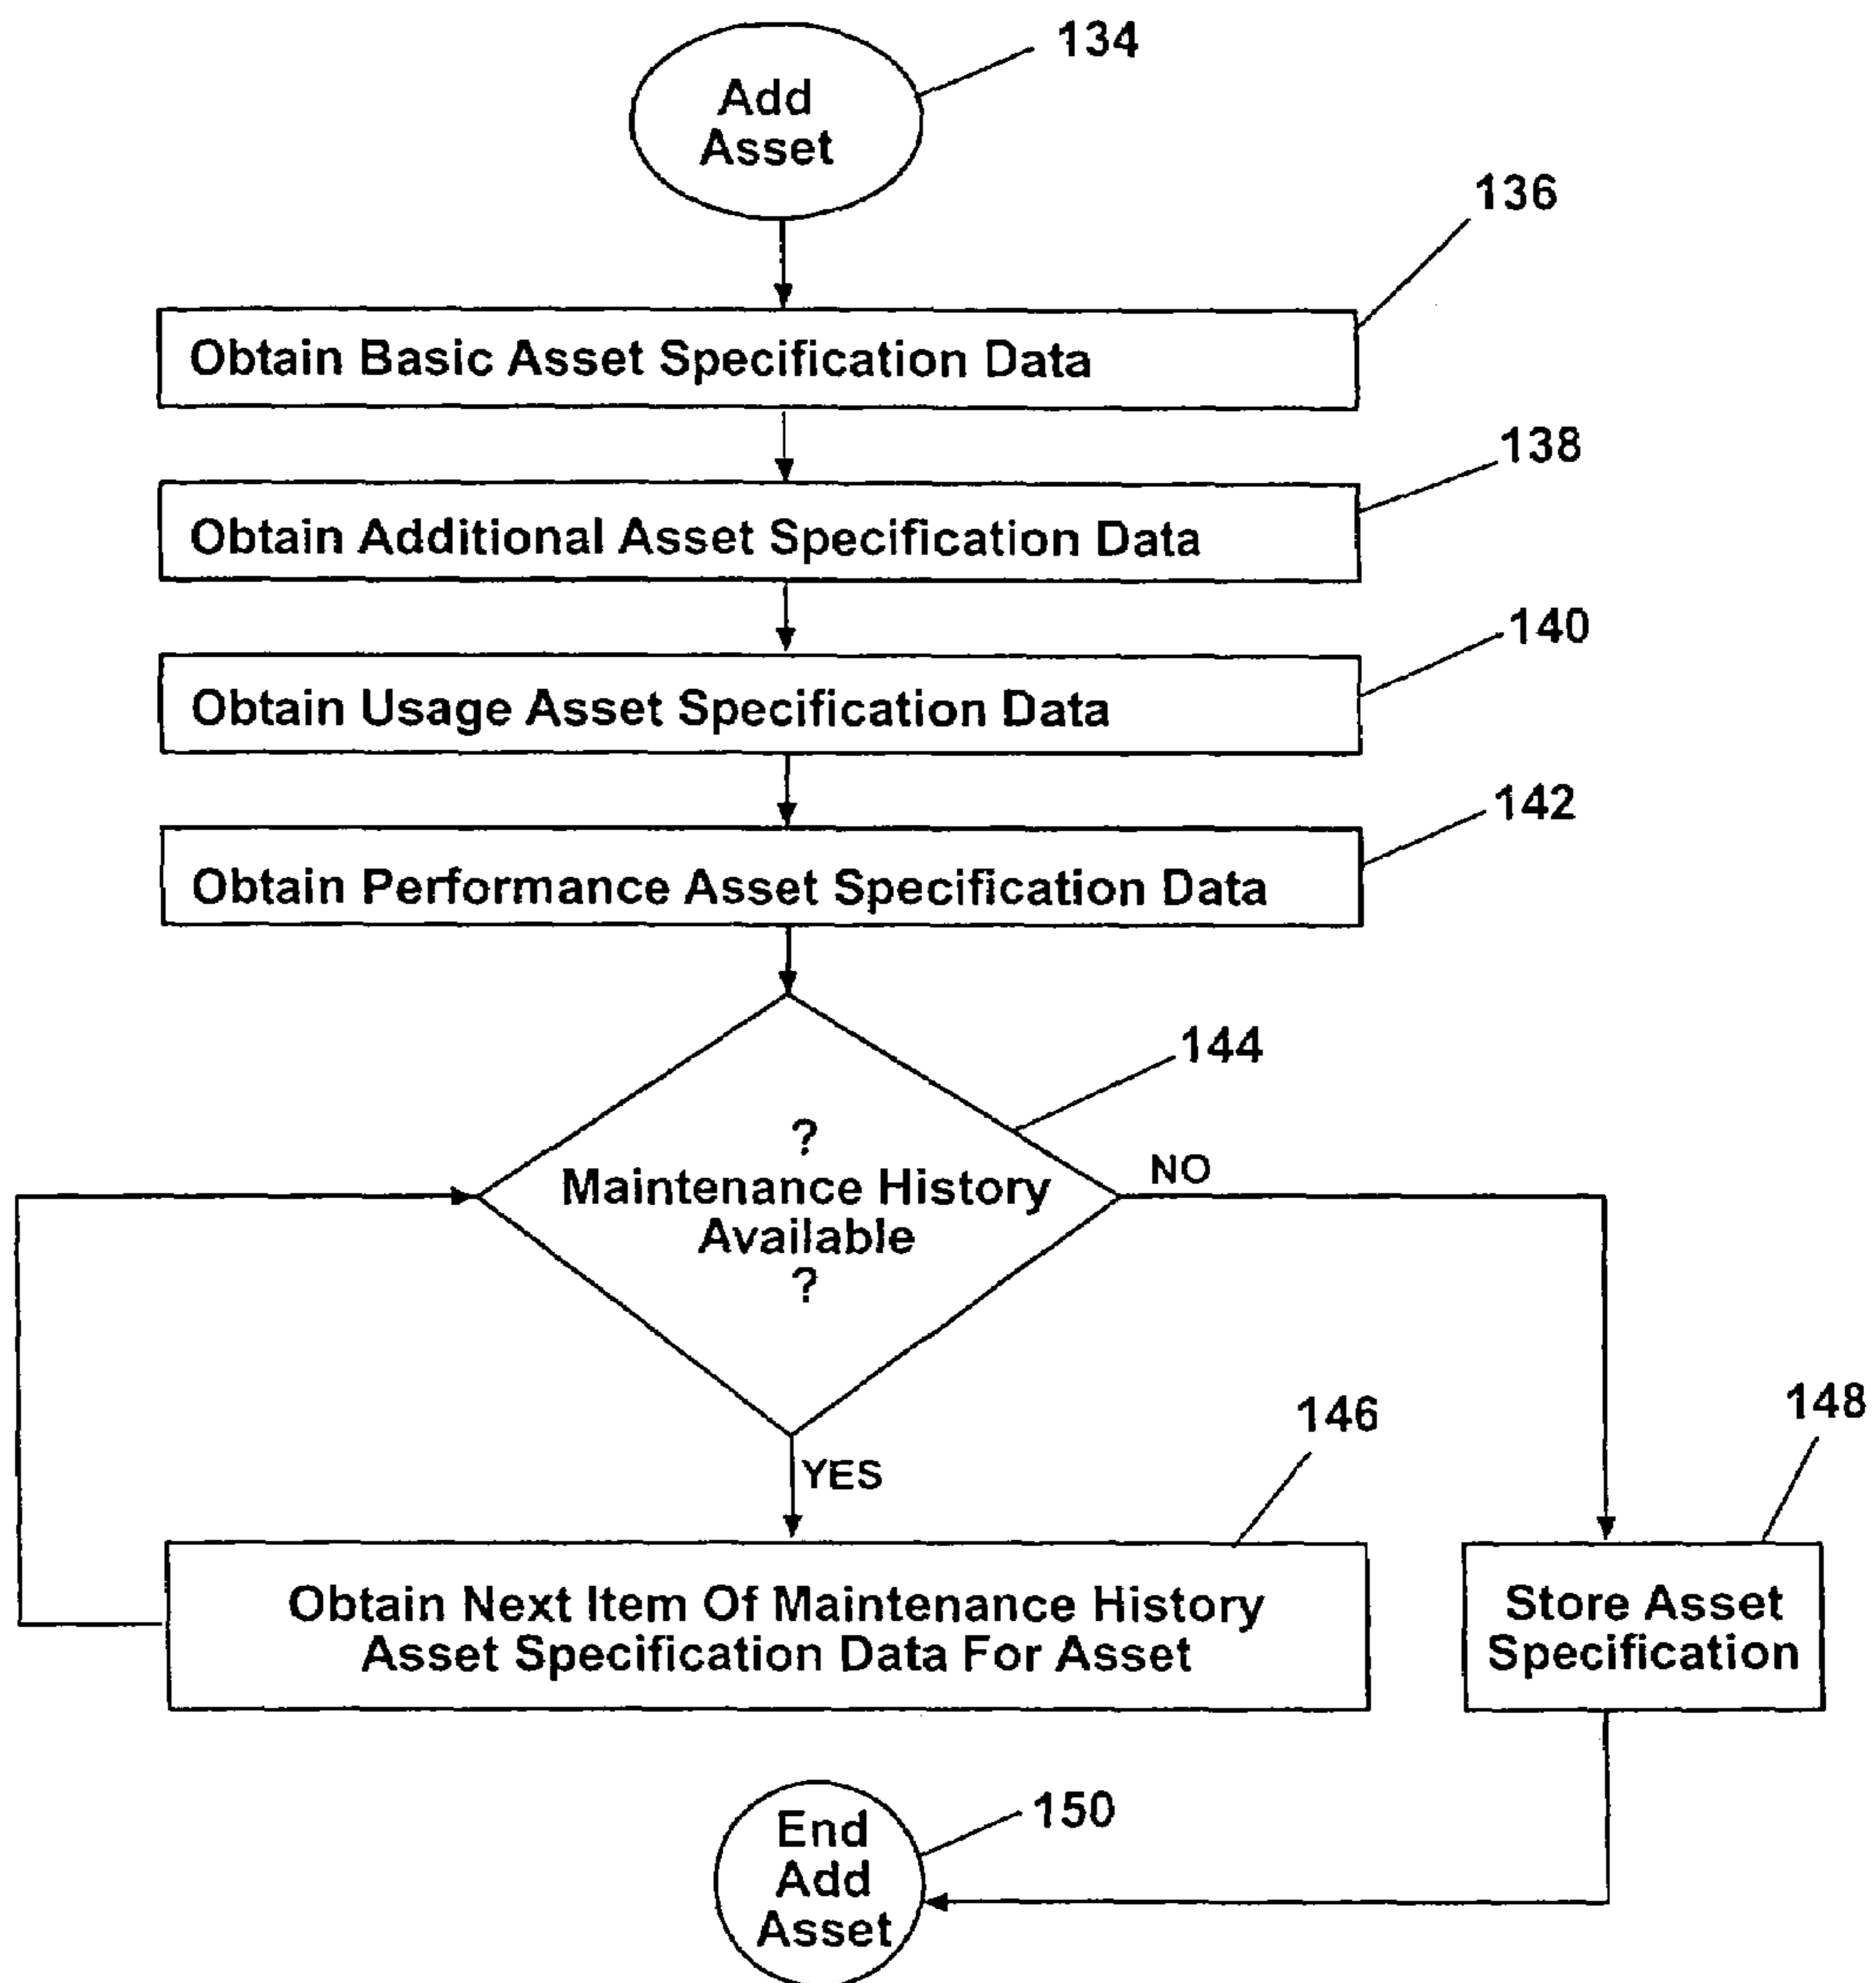 134
Add
Asset
136
Obtain Basic Asset Specification Data
138
Obtain Additional Asset Specification Data
140
Obtain Usage Asset Specification Data
142
Obtain Performance Asset Specification Data
144
?
Maintenance History
Available
?
NO
YES
146
Obtain Next Item Of Maintenance History
Asset Specification Data For Asset
148
Store Asset
Specification
150
End
Add
Asset